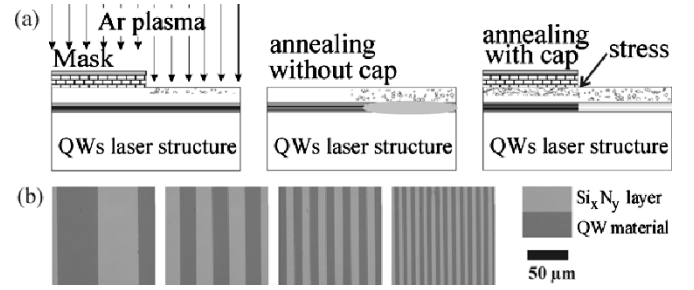 (a)
Ar plasma
Mask
QWs laser structure
annealing
without cap
QWs laser structure
annealing
with cap
stress
QWs laser structure
(b)
SixNy layer
QW material
50 µm